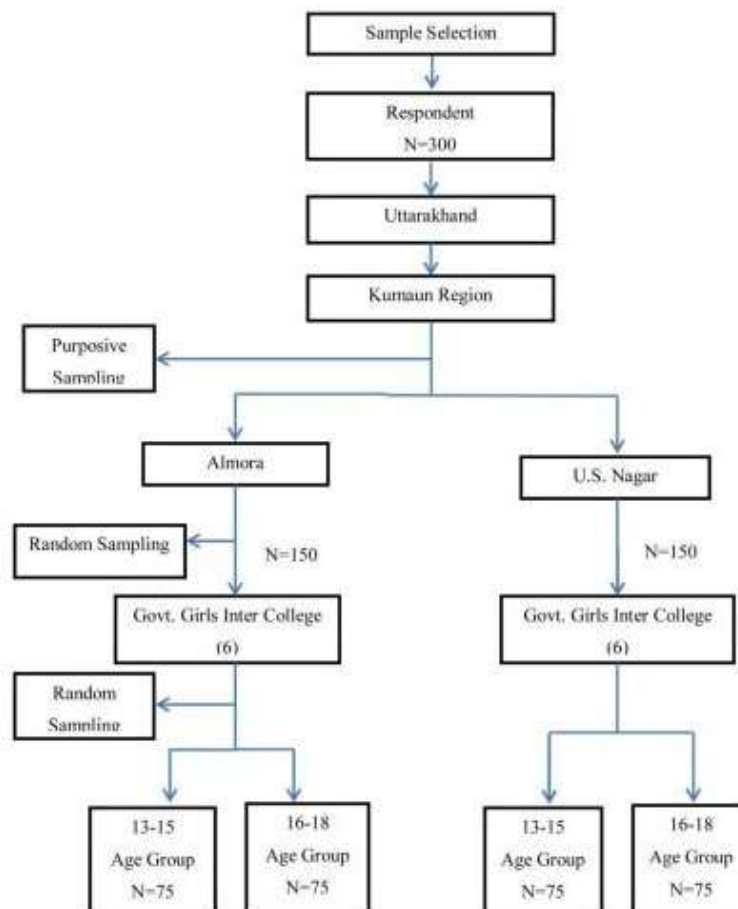 Sample Selection
Respondent
N=300
Uttarakhand
Kumaun Region
Purposive
Sampling
Almora
U.S. Nagar
Random Sampling
N=150
N=150
Govt. Girls Inter College
(6)
Govt. Girls Inter College
(6)
Random
Sampling
13-15
Age Group
N=75
16-18
Age Group
N=75
13-15
Age Group
N=75
16-18
Age Group
N=75